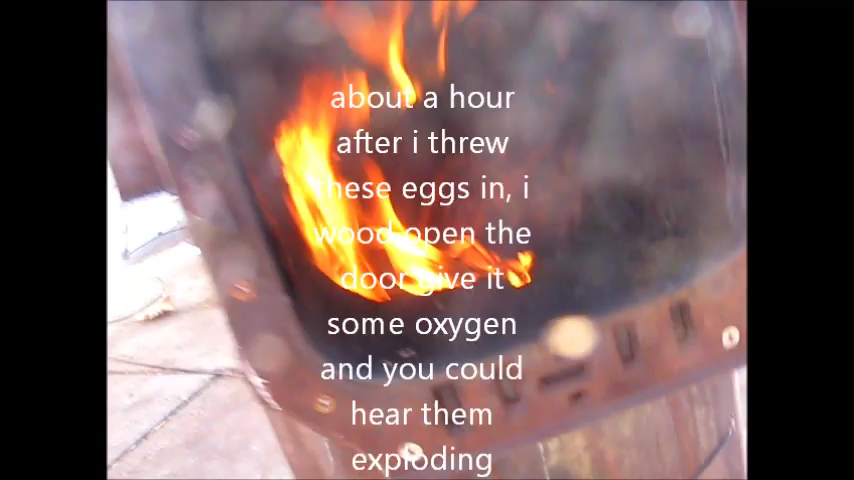 about a hour
after i threw
these eggs in, i
wood open the
door give it
some oxygen
and you could
hear them
exploding